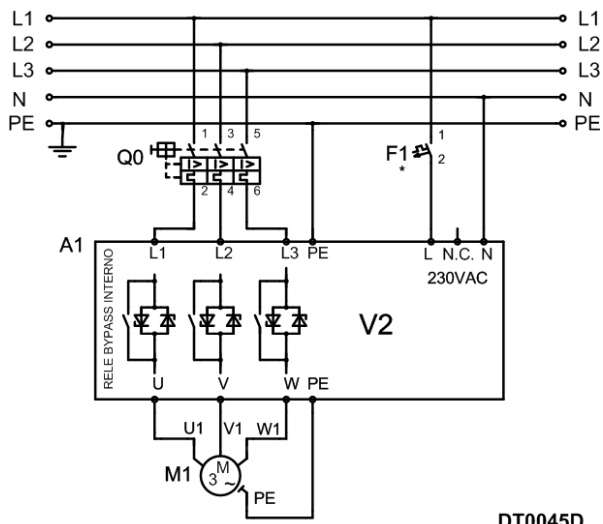 L1 L1
L2 L2
L3 L3
N N
PE PE
1 3 5 1
Q0 I> I> I> F1 2
*
2 4 6
A1 L1 L2 L3 PE L N.C. N
230VAC
RELE BYPASS INTERNO
V2
U V W PE
U1 V1 W1
M1 M
3 ~
PE
DT0045D